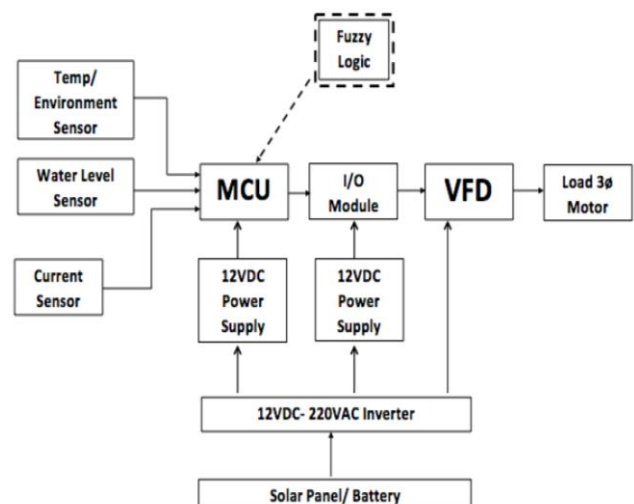 Fuzzy
Logic
Temp/
Environment
Sensor
Water Level
Sensor
Current
Sensor
MCU
I/O
Module
VFD
Load 3ø
Motor
12VDC
Power
Supply
12VDC
Power
Supply
12VDC- 220VAC Inverter
Solar Panel/ Battery